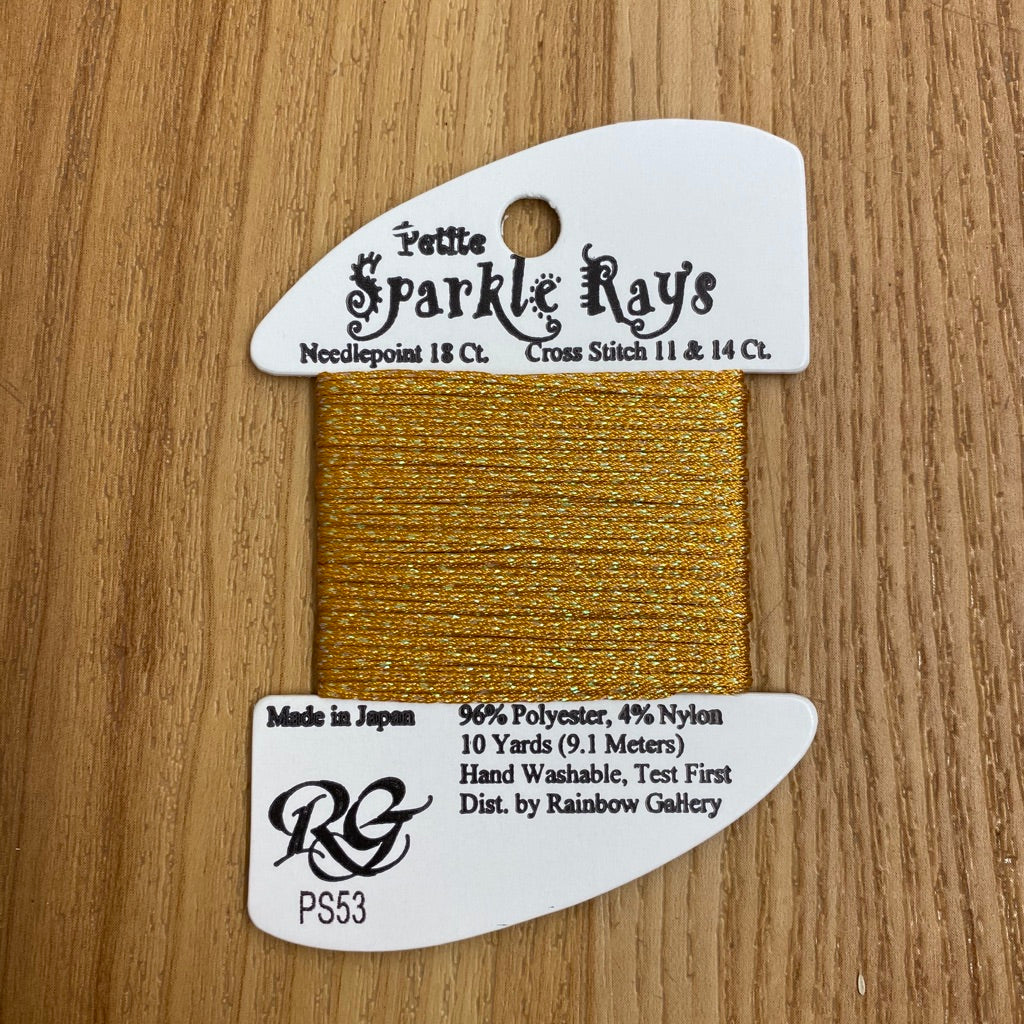 Petite
Sparkle Rays
Needlepoint 18 Ct. Cross Stitch 11 & 14 Ct.
Made in Japan
96% Polyester, 4% Nylon
10 Yards (9.1 Meters)
Hand Washable, Test First
Dist. by Rainbow Gallery
RG
PS53